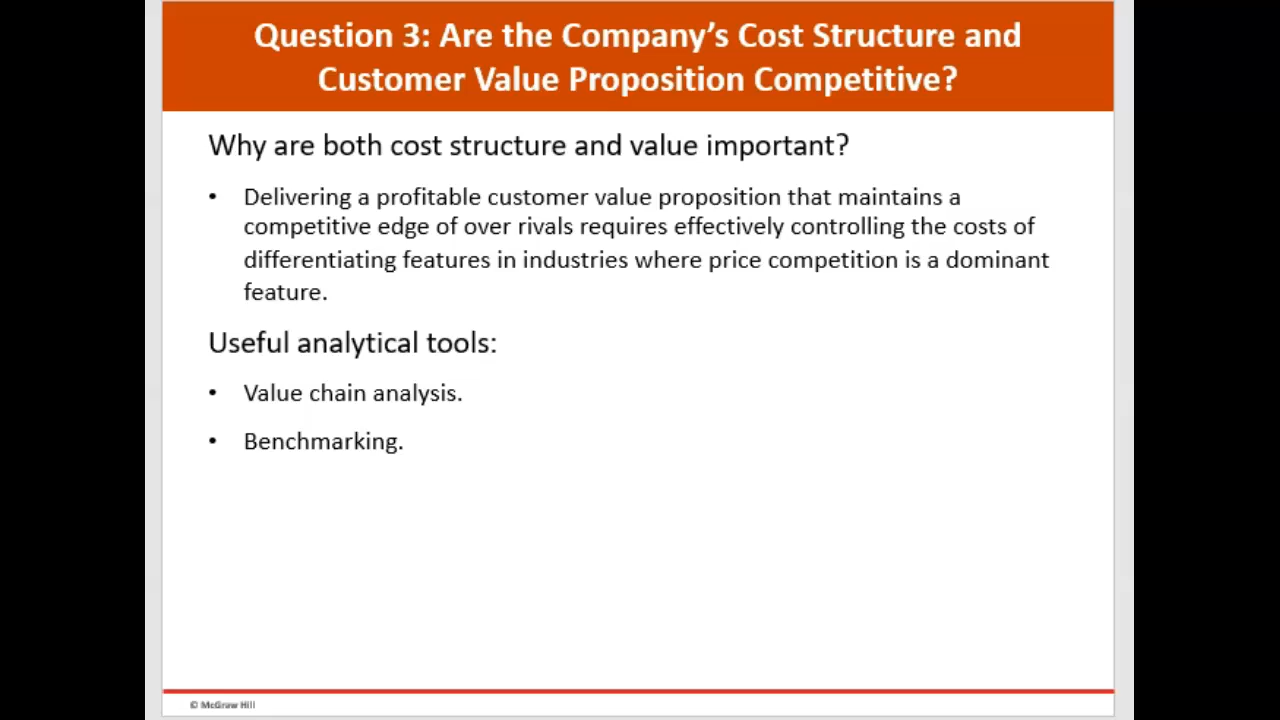 Question 3: Are the Company’s Cost Structure and
Customer Value Proposition Competitive?
Why are both cost structure and value important?
• Delivering a profitable customer value proposition that maintains a
competitive edge of over rivals requires effectively controlling the costs of
differentiating features in industries where price competition is a dominant
feature.
Useful analytical tools:
• Value chain analysis.
• Benchmarking.
© McGraw Hill